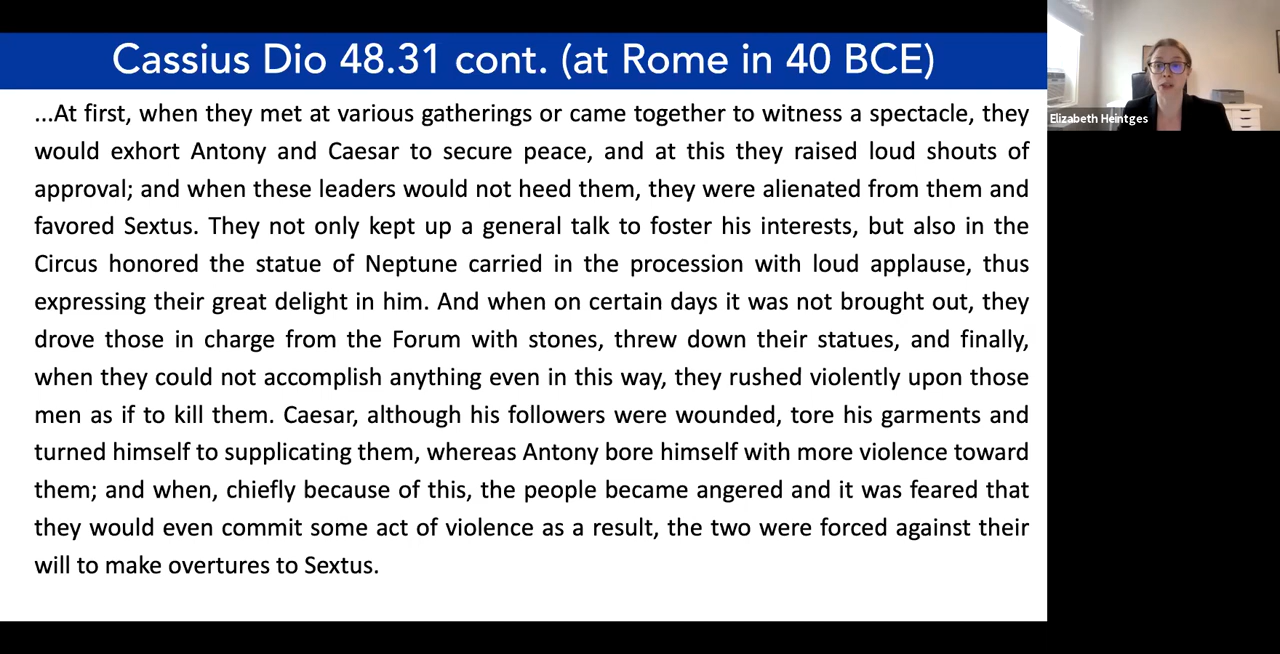 Cassius Dio 48.31 cont. (at Rome in 40 BCE)
...At first, when they met at various gatherings or came together to witness a spectacle, they
would exhort Antony and Caesar to secure peace, and at this they raised loud shouts of
approval; and when these leaders would not heed them, they were alienated from them and
favored Sextus. They not only kept up a general talk to foster his interests, but also in the
Circus honored the statue of Neptune carried in the procession with loud applause, thus
expressing their great delight in him. And when on certain days it was not brought out, they
drove those in charge from the Forum with stones, threw down their statues, and finally,
when they could not accomplish anything even in this way, they rushed violently upon those
men as if to kill them. Caesar, although his followers were wounded, tore his garments and
turned himself to supplicating them, whereas Antony bore himself with more violence toward
them; and when, chiefly because of this, the people became angered and it was feared that
they would even commit some act of violence as a result, the two were forced against their
will to make overtures to Sextus.
Elizabeth Heintges